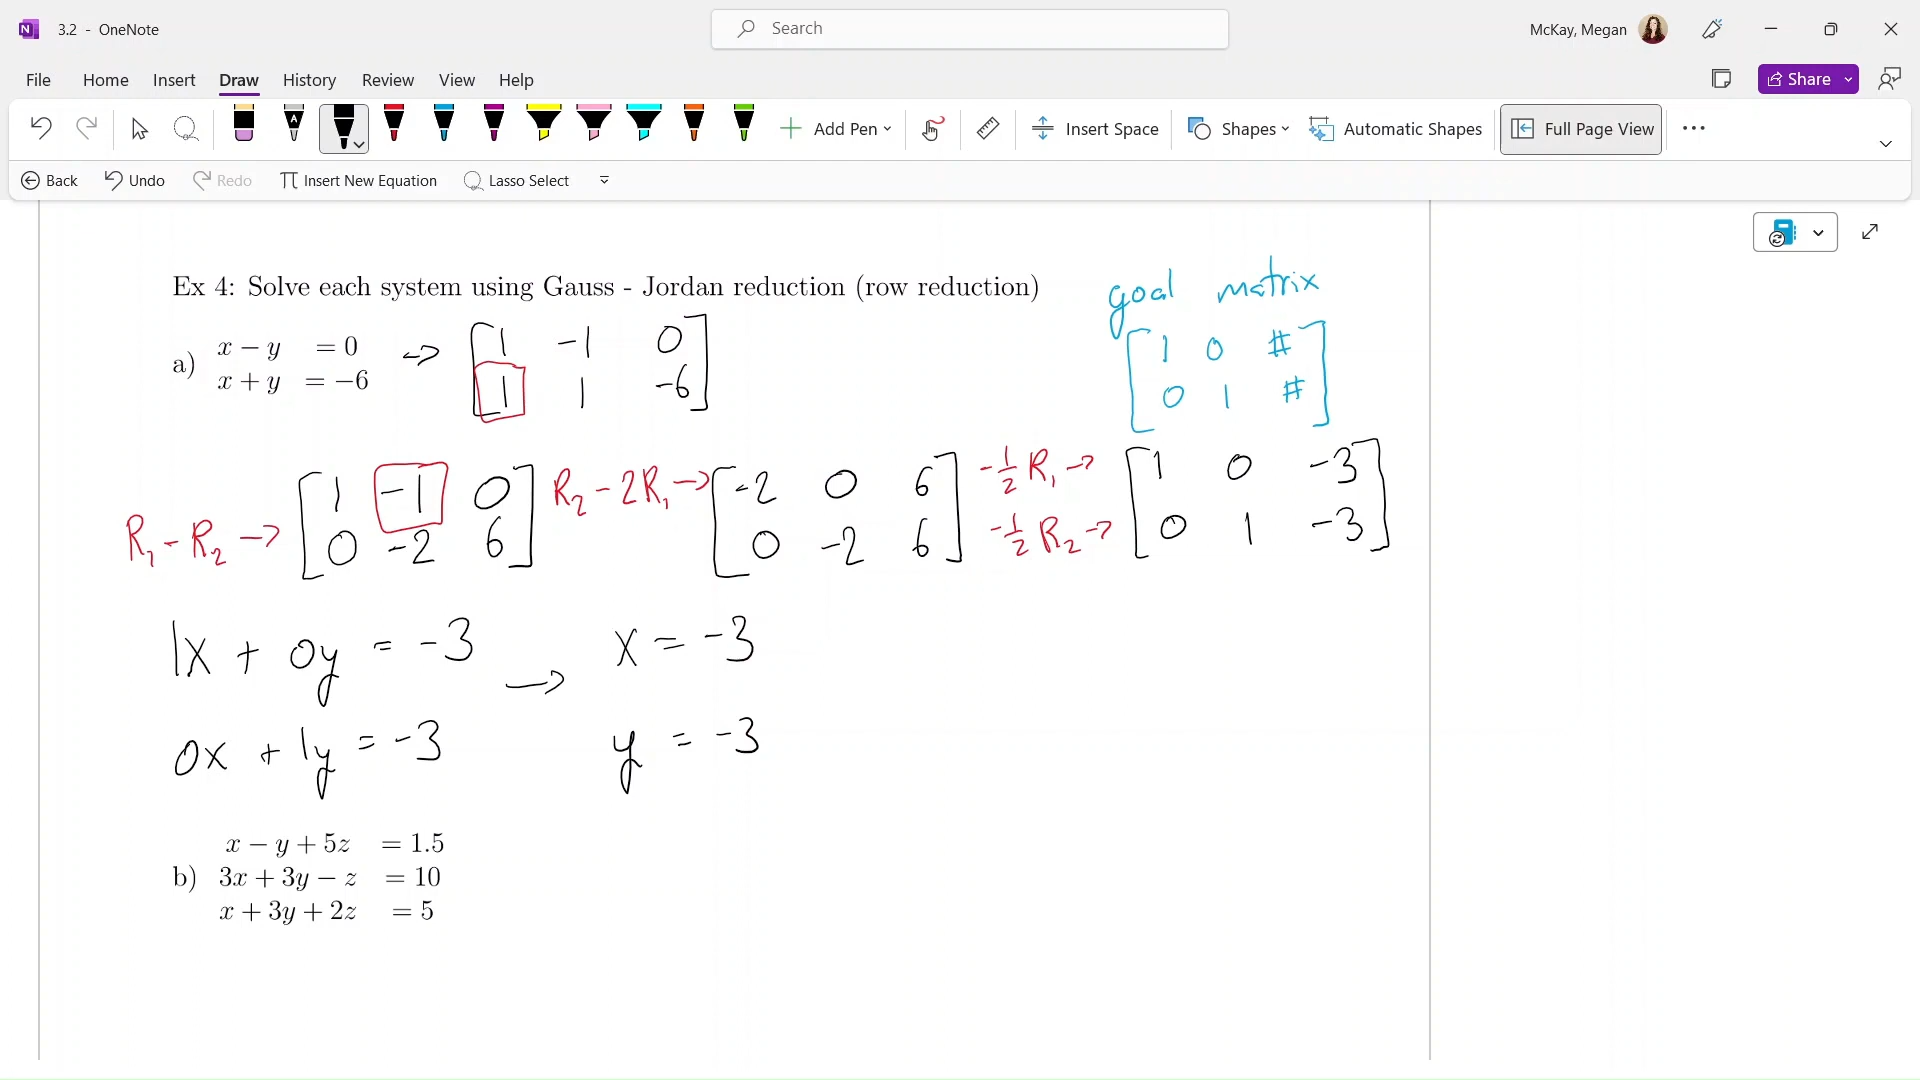 3.2 - OneNote
Search
McKay, Megan
File Home Insert Draw History Review View Help
Share
A
Add Pen
Insert Space
Shapes
Automatic Shapes
Full Page View
Back Undo Redo Insert New Equation Lasso Select
Ex 4: Solve each system using Gauss - Jordan reduction (row reduction)
goal matrix
a) x − y = 0
x + y = −6
[1 -1 0
1 1 -6]
[1 0 #
0 1 #]
R₁ - R₂ →
[1 -1 0
0 -2 6]
R₂ - 2R₁ →
[-2 0 6
0 -2 6]
-1/2 R₁ →
-1/2 R₂ →
[1 0 -3
0 1 -3]
1x + 0y = -3 → x = -3
0x + 1y = -3 y = -3
x − y + 5z = 1.5
b) 3x + 3y − z = 10
x + 3y + 2z = 5